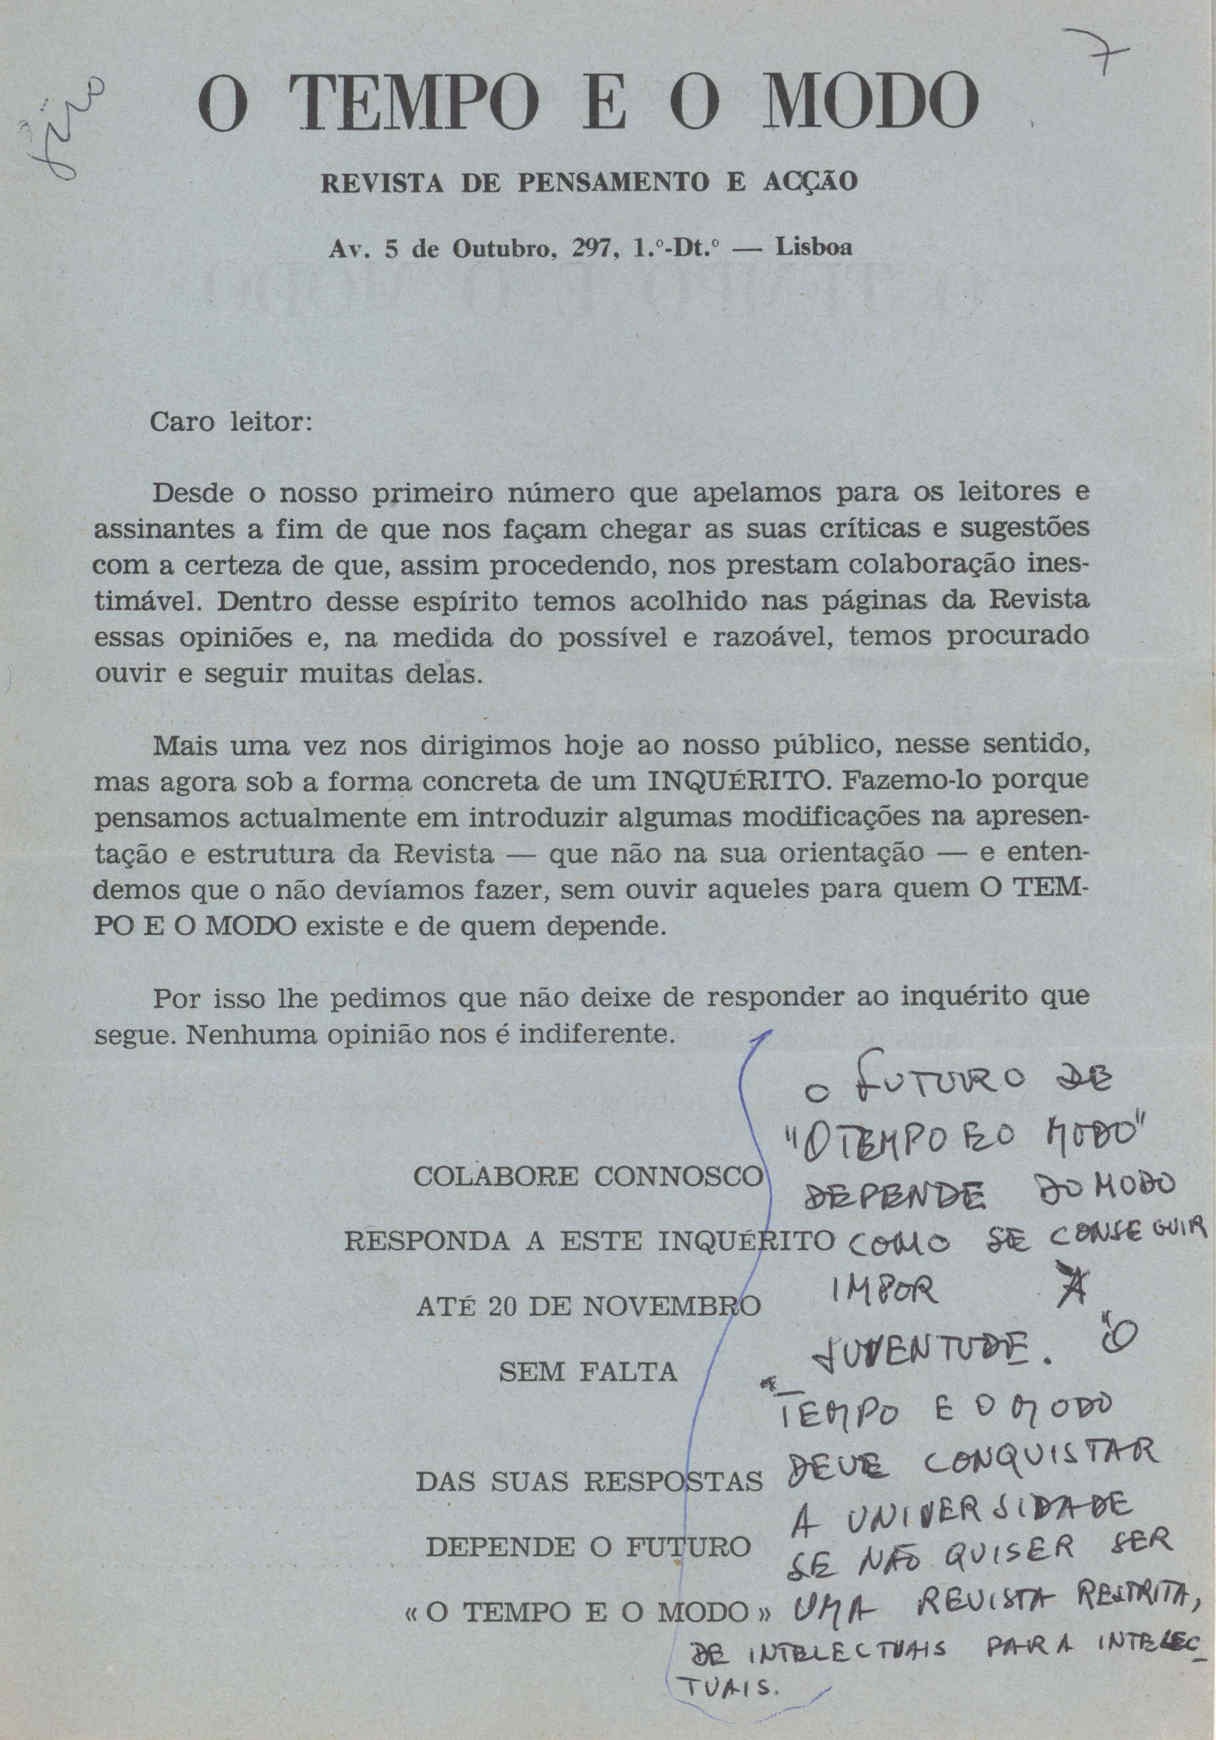 7
O TEMPO E O MODO
REVISTA DE PENSAMENTO E ACÇÃO
Av. 5 de Outubro, 297, 1.º-Dt.º — Lisboa
Caro leitor:
Desde o nosso primeiro número que apelamos para os leitores e
assinantes a fim de que nos façam chegar as suas críticas e sugestões
com a certeza de que, assim procedendo, nos prestam colaboração ines-
timável. Dentro desse espírito temos acolhido nas páginas da Revista
essas opiniões e, na medida do possível e razoável, temos procurado
ouvir e seguir muitas delas.
Mais uma vez nos dirigimos hoje ao nosso público, nesse sentido,
mas agora sob a forma concreta de um INQUÉRITO. Fazemo-lo porque
pensamos actualmente em introduzir algumas modificações na apresen-
tação e estrutura da Revista — que não na sua orientação — e enten-
demos que o não devíamos fazer, sem ouvir aqueles para quem O TEM-
PO E O MODO existe e de quem depende.
Por isso lhe pedimos que não deixe de responder ao inquérito que
segue. Nenhuma opinião nos é indiferente.
COLABORE CONNOSCO
RESPONDA A ESTE INQUÉRITO
ATÉ 20 DE NOVEMBRO
SEM FALTA
DAS SUAS RESPOSTAS
DEPENDE O FUTURO
«O TEMPO E O MODO»
O FUTURO DE
"O TEMPO E O MODO"
DEPENDE DO MODO
COMO SE CONSEGUIR
IMPOR A
JUVENTUDE. "O
TEMPO E O MODO
DEVE CONQUISTAR
A UNIVERSIDADE
SE NÃO QUISER SER
UMA REVISTA RESTRITA,
DE INTELECTUAIS PARA INTELEC-
TUAIS.